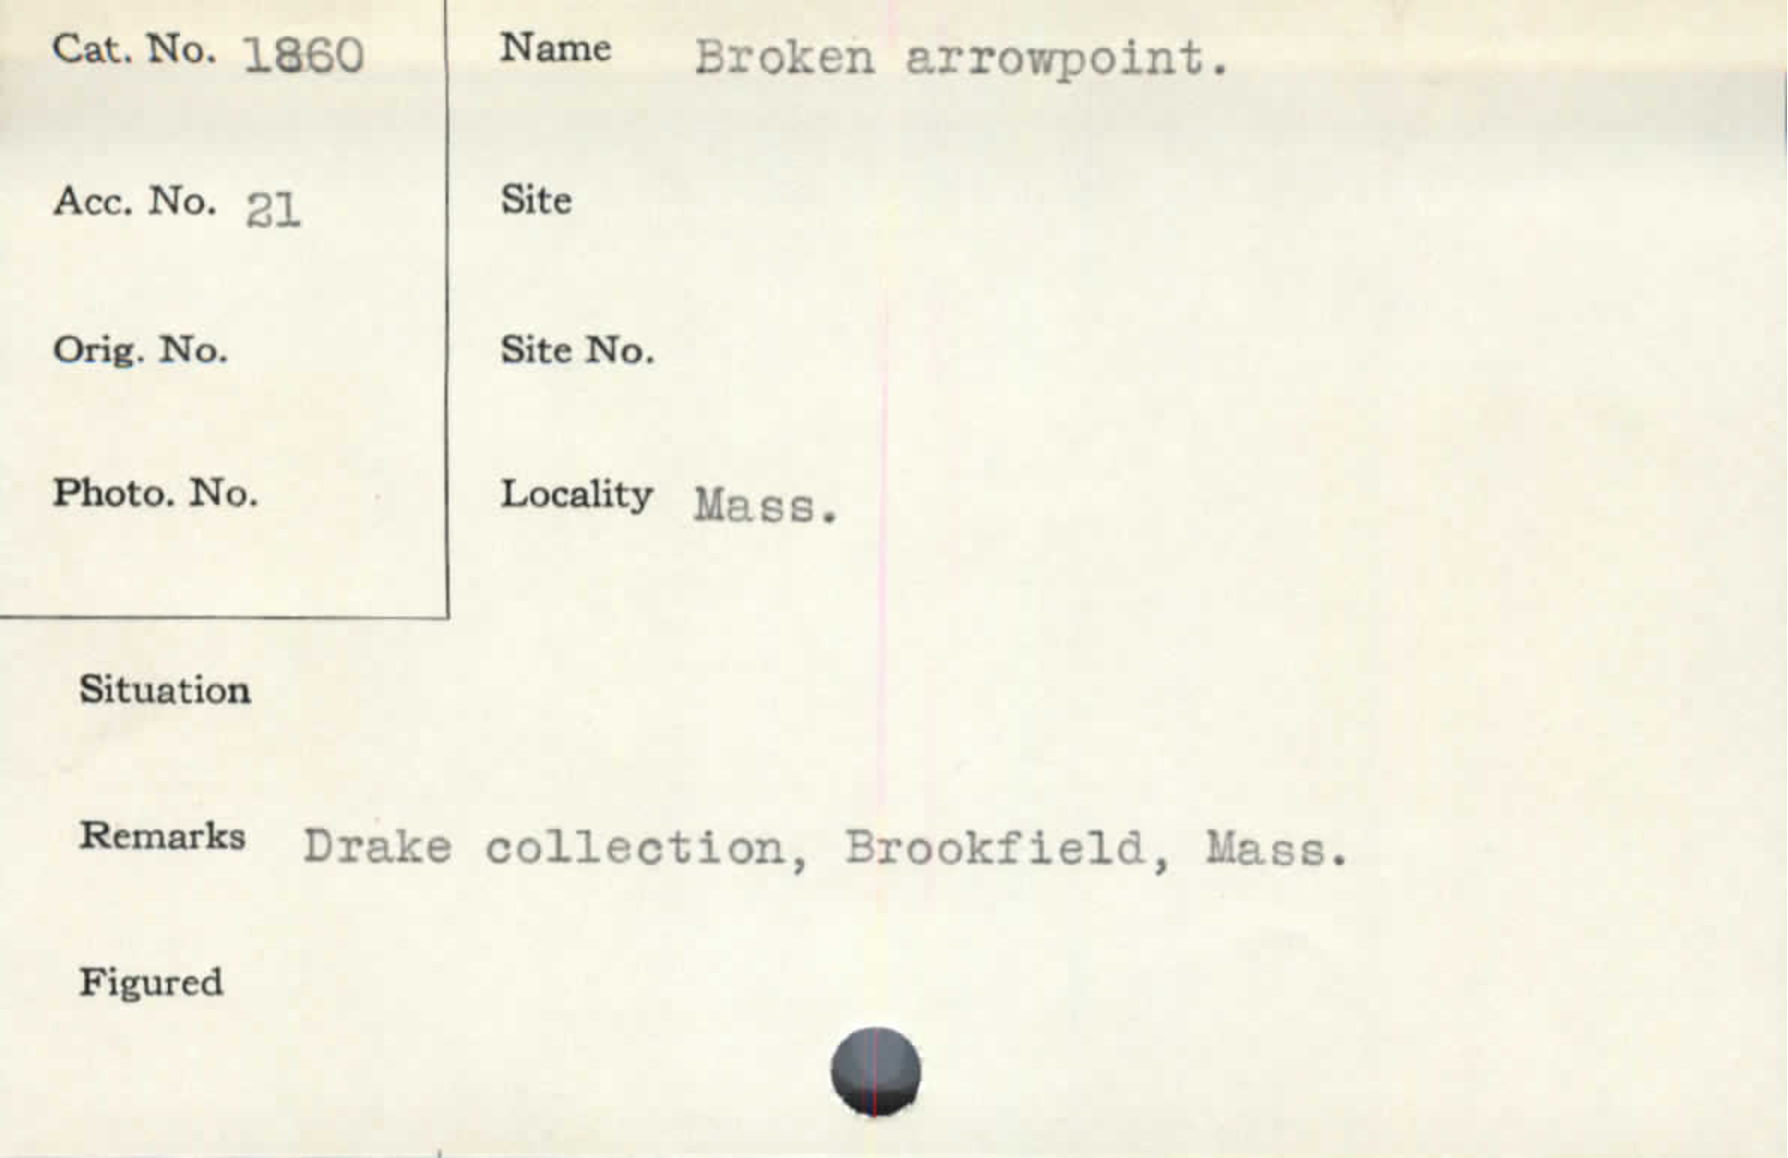 Cat. No. 1860
Name Broken arrowpoint.
Acc. No. 21
Site
Orig. No.
Site No.
Photo. No.
Locality Mass.
Situation
Remarks Drake collection, Brookfield, Mass.
Figured